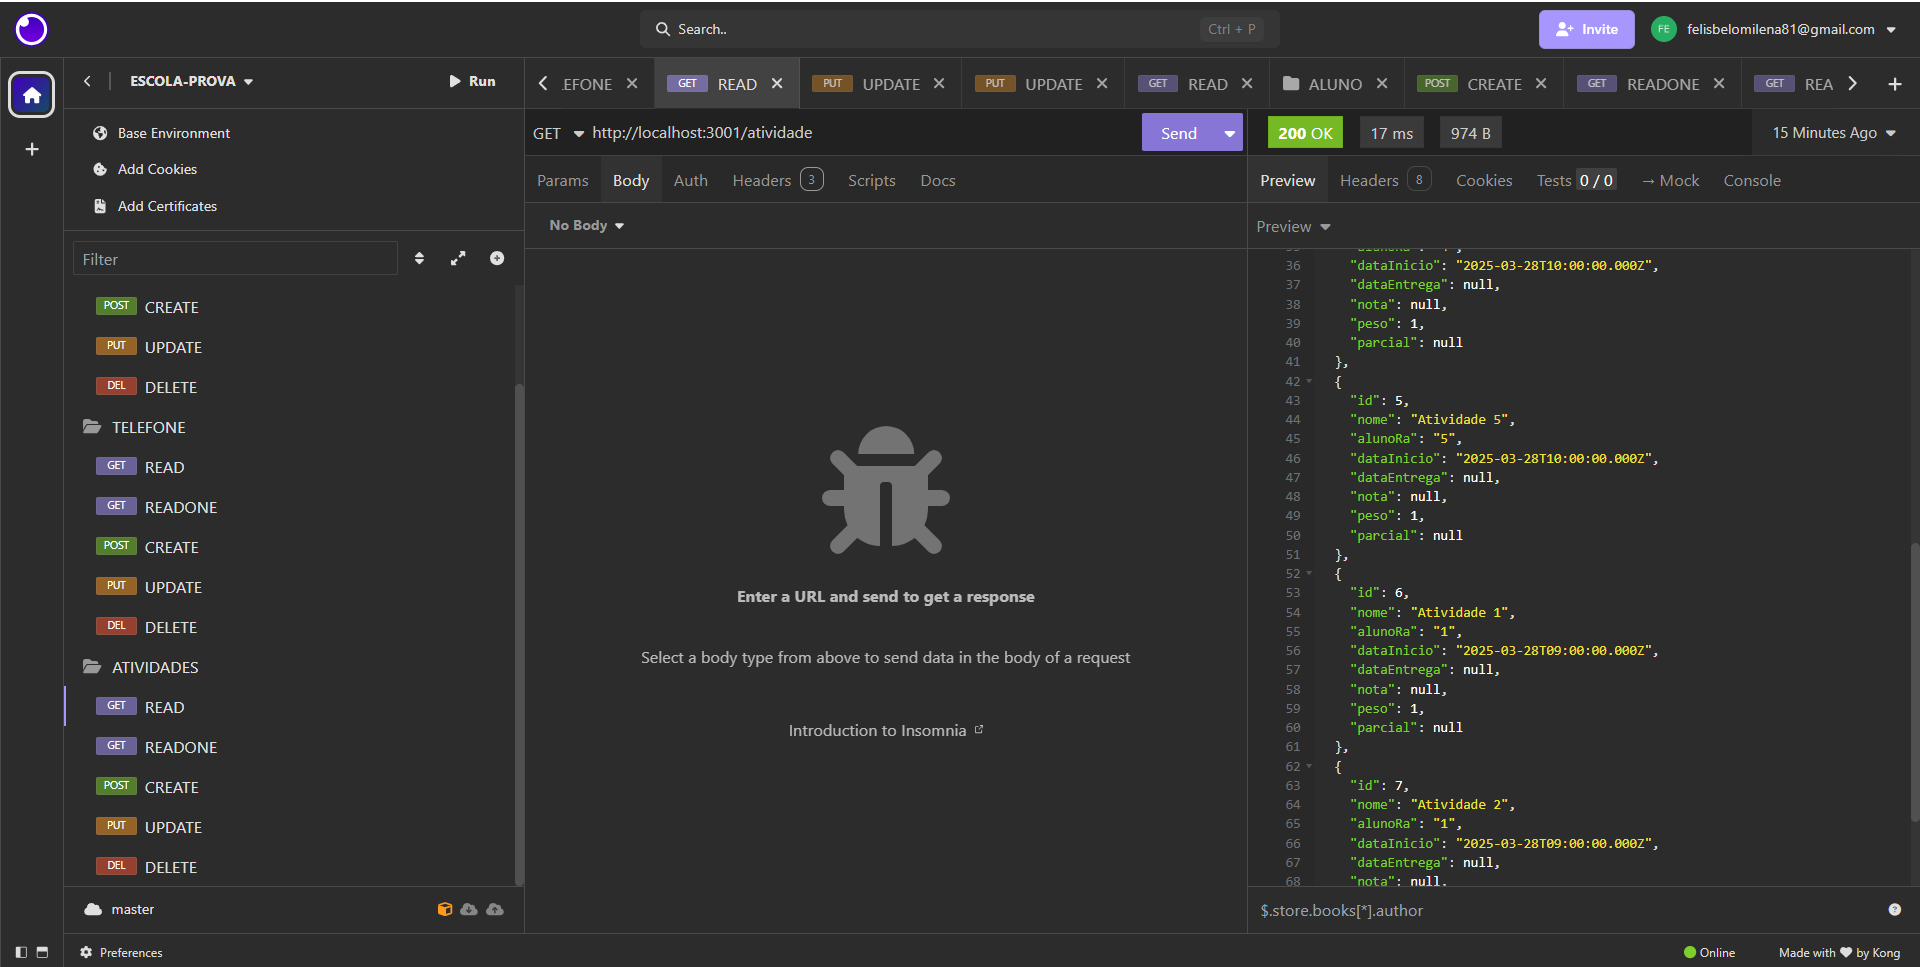 Search..
Ctrl + P
Invite
FE
felisbelomilena81@gmail.com
ESCOLA-PROVA
Run
Base Environment
Add Cookies
Add Certificates
Filter
POST CREATE
PUT UPDATE
DEL DELETE
TELEFONE
GET READ
GET READONE
POST CREATE
PUT UPDATE
DEL DELETE
ATIVIDADES
GET READ
GET READONE
POST CREATE
PUT UPDATE
DEL DELETE
master
Preferences
EFONE
GET READ
PUT UPDATE
PUT UPDATE
GET READ
ALUNO
POST CREATE
GET READONE
GET REA
GET http://localhost:3001/atividade
Send
Params Body Auth Headers 3 Scripts Docs
No Body
Enter a URL and send to get a response
Select a body type from above to send data in the body of a request
Introduction to Insomnia
200 OK
17 ms
974 B
15 Minutes Ago
Preview Headers 8 Cookies Tests 0 / 0 → Mock Console
Preview
36 "dataInicio": "2025-03-28T10:00:00.000Z",
37 "dataEntrega": null,
38 "nota": null,
39 "peso": 1,
40 "parcial": null
41 },
42 {
43 "id": 5,
44 "nome": "Atividade 5",
45 "alunoRa": "5",
46 "dataInicio": "2025-03-28T10:00:00.000Z",
47 "dataEntrega": null,
48 "nota": null,
49 "peso": 1,
50 "parcial": null
51 },
52 {
53 "id": 6,
54 "nome": "Atividade 1",
55 "alunoRa": "1",
56 "dataInicio": "2025-03-28T09:00:00.000Z",
57 "dataEntrega": null,
58 "nota": null,
59 "peso": 1,
60 "parcial": null
61 },
62 {
63 "id": 7,
64 "nome": "Atividade 2",
65 "alunoRa": "1",
66 "dataInicio": "2025-03-28T09:00:00.000Z",
67 "dataEntrega": null,
68 "nota": null,
$.store.books[*].author
Online
Made with ♥ by Kong